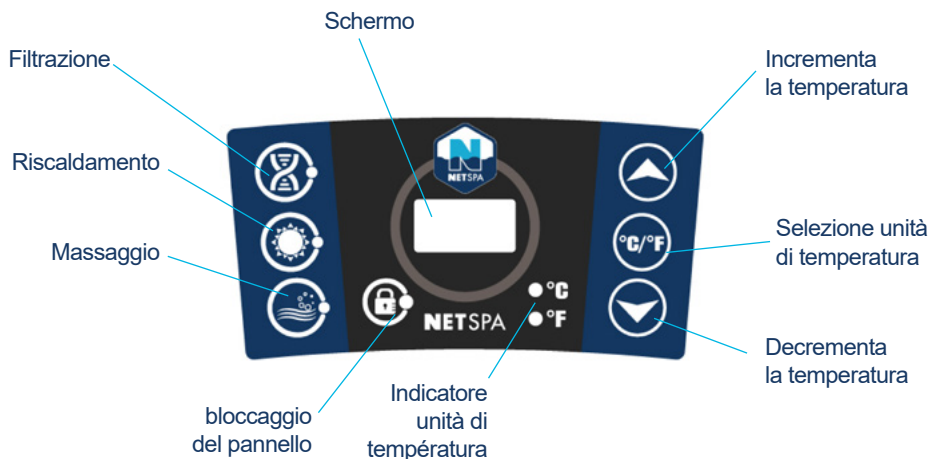 Schermo
Filtrazione
Incrementa
la temperatura
Riscaldamento
Massaggio
N
NETSPA
°C/°F
Selezione unità
di temperatura
°C
NETSPA
°F
Decrementa
la temperatura
Indicatore
unità di
température
bloccaggio
del pannello